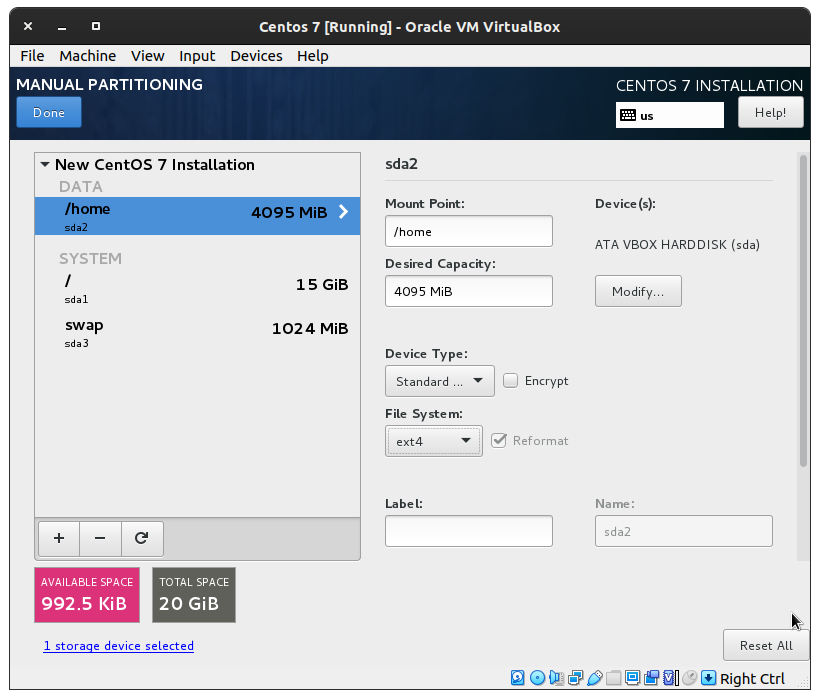 Centos 7 [Running] - Oracle VM VirtualBox
File Machine View Input Devices Help
MANUAL PARTITIONING
CENTOS 7 INSTALLATION
Done
us
Help!
New CentOS 7 Installation
DATA
/home
4095 MiB
sda2
SYSTEM
/
15 GiB
sda1
swap
1024 MiB
sda3
+ −
AVAILABLE SPACE
992.5 KiB
TOTAL SPACE
20 GiB
1 storage device selected
sda2
Mount Point:
/home
Device(s):
ATA VBOX HARDDISK (sda)
Desired Capacity:
4095 MiB
Modify...
Device Type:
Standard ...
Encrypt
File System:
ext4
Reformat
Label:
Name:
sda2
Reset All
Right Ctrl